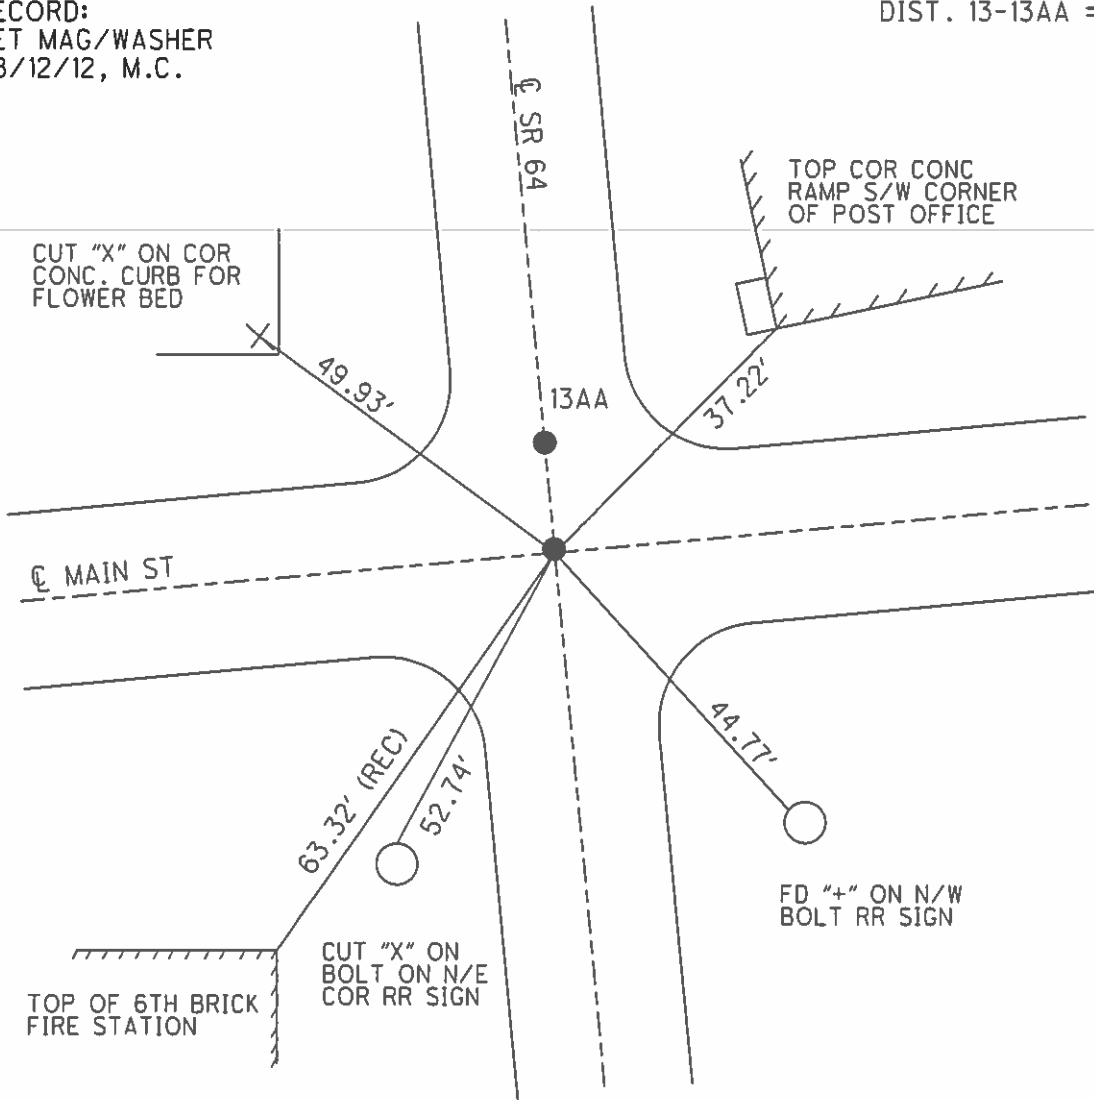 ECORD:
ET MAG/WASHER
3/12/12, M.C.
DIST. 13-13AA =
℄ SR 64
TOP COR CONC
RAMP S/W CORNER
OF POST OFFICE
CUT "X" ON COR
CONC. CURB FOR
FLOWER BED
49.93'
13AA
37.22'
℄ MAIN ST
63.32' (REC)
52.74'
44.77'
FD "+" ON N/W
BOLT RR SIGN
CUT "X" ON
BOLT ON N/E
COR RR SIGN
TOP OF 6TH BRICK
FIRE STATION